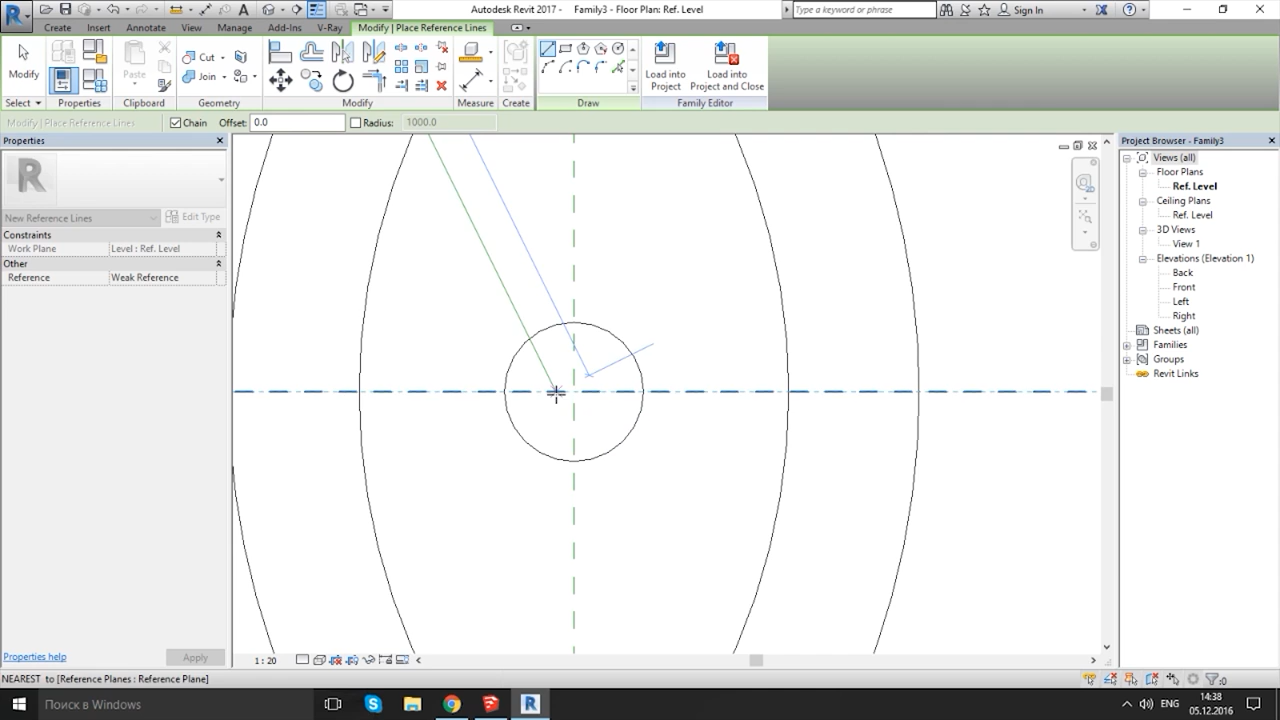 Autodesk Revit 2017 - Family3 - Floor Plan: Ref. Level
Type a keyword or phrase
Sign In
Create Insert Annotate View Manage Add-Ins V-Ray Modify | Place Reference Lines
Modify
Paste
Cut
Join
Load into Project
Load into Project and Close
Select Properties Clipboard Geometry Modify Measure Create Draw Family Editor
Modify | Place Reference Lines
Chain Offset: 0.0 Radius: 1000.0
Properties
R
New Reference Lines Edit Type
Constraints
Work Plane Level : Ref. Level
Other
Reference Weak Reference
Properties help Apply
1 : 20
Project Browser - Family3
Views (all)
Floor Plans
Ref. Level
Ceiling Plans
Ref. Level
3D Views
View 1
Elevations (Elevation 1)
Back
Front
Left
Right
Sheets (all)
Families
Groups
Revit Links
NEAREST to [Reference Planes : Reference Plane]
:0
Поиск в Windows
ENG
14:38
05.12.2016